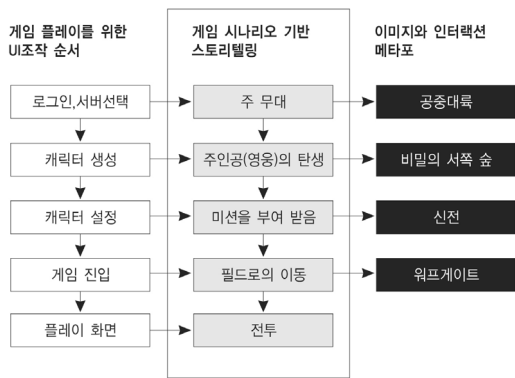 게임 플레이를 위한
UI조작 순서
게임 시나리오 기반
스토리텔링
이미지와 인터랙션
메타포
로그인,서버선택
주 무대
공중대륙
캐릭터 생성
주인공(영웅)의 탄생
비밀의 서쪽 숲
캐릭터 설정
미션을 부여 받음
신전
게임 진입
필드로의 이동
워프게이트
플레이 화면
전투